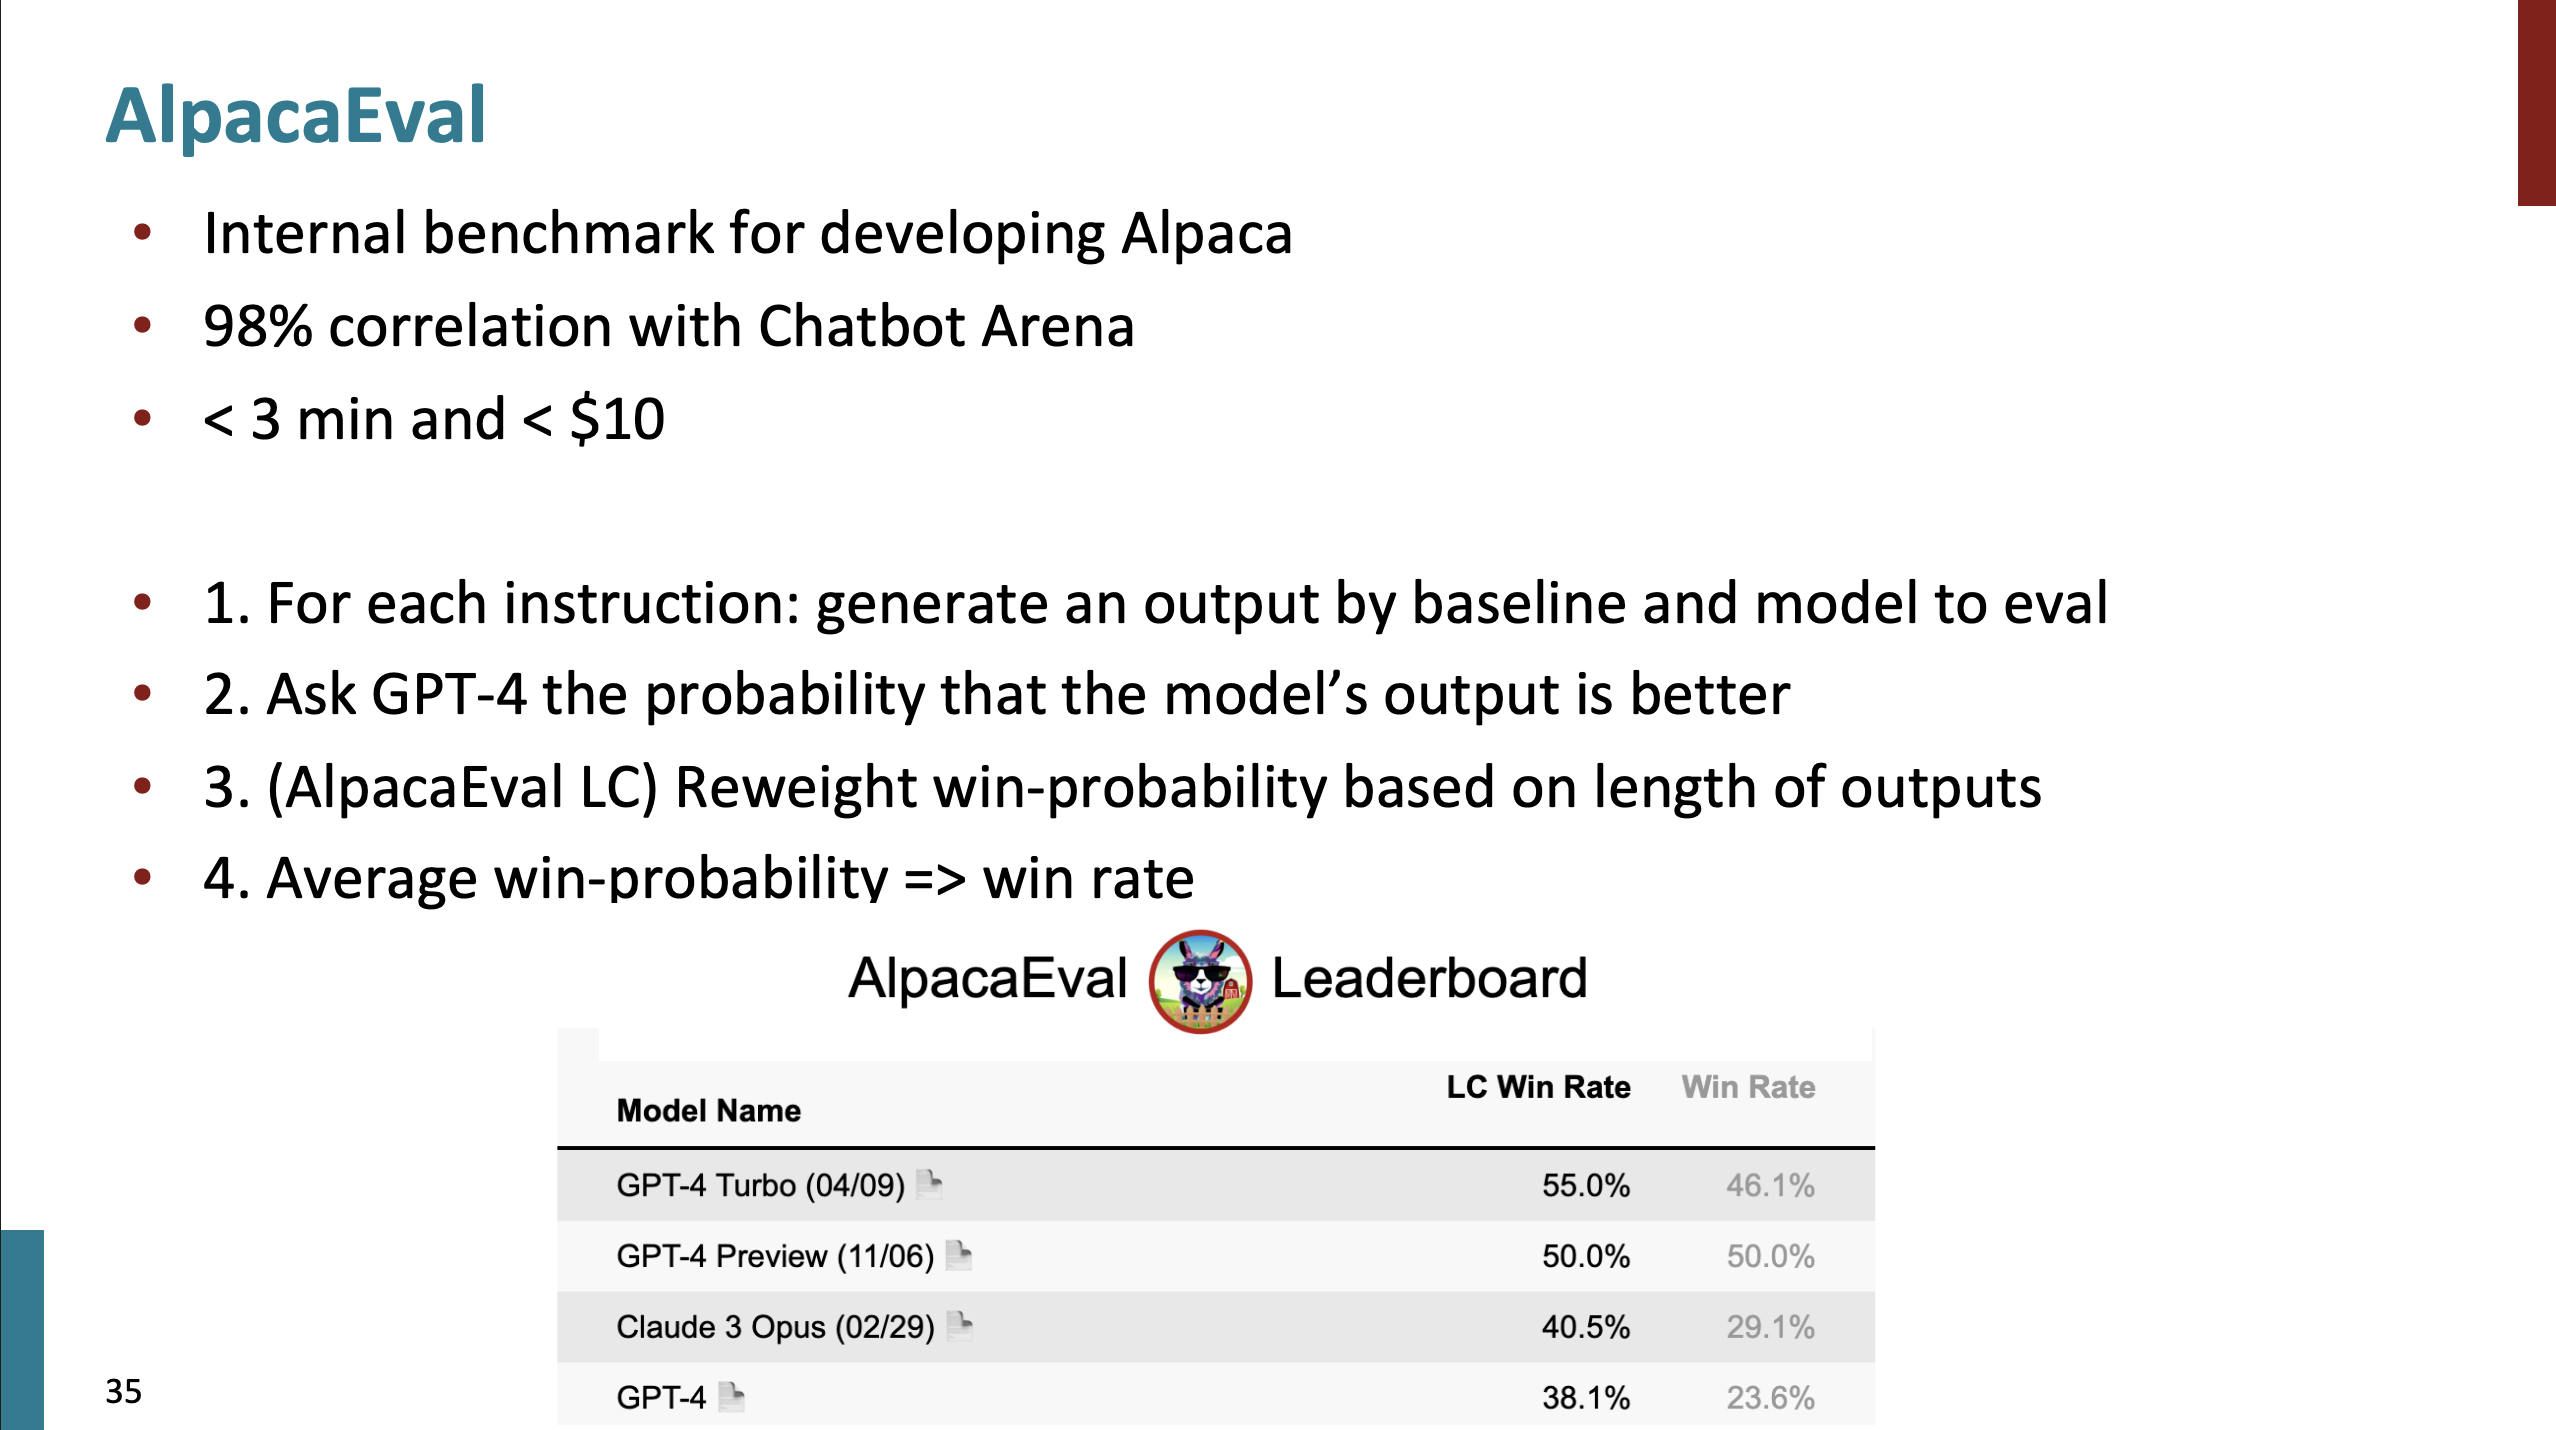 AlpacaEval
• Internal benchmark for developing Alpaca
• 98% correlation with Chatbot Arena
• < 3 min and < $10
• 1. For each instruction: generate an output by baseline and model to eval
• 2. Ask GPT-4 the probability that the model’s output is better
• 3. (AlpacaEval LC) Reweight win-probability based on length of outputs
• 4. Average win-probability => win rate
AlpacaEval Leaderboard
Model Name LC Win Rate Win Rate
GPT-4 Turbo (04/09) 55.0% 46.1%
GPT-4 Preview (11/06) 50.0% 50.0%
Claude 3 Opus (02/29) 40.5% 29.1%
GPT-4 38.1% 23.6%
35